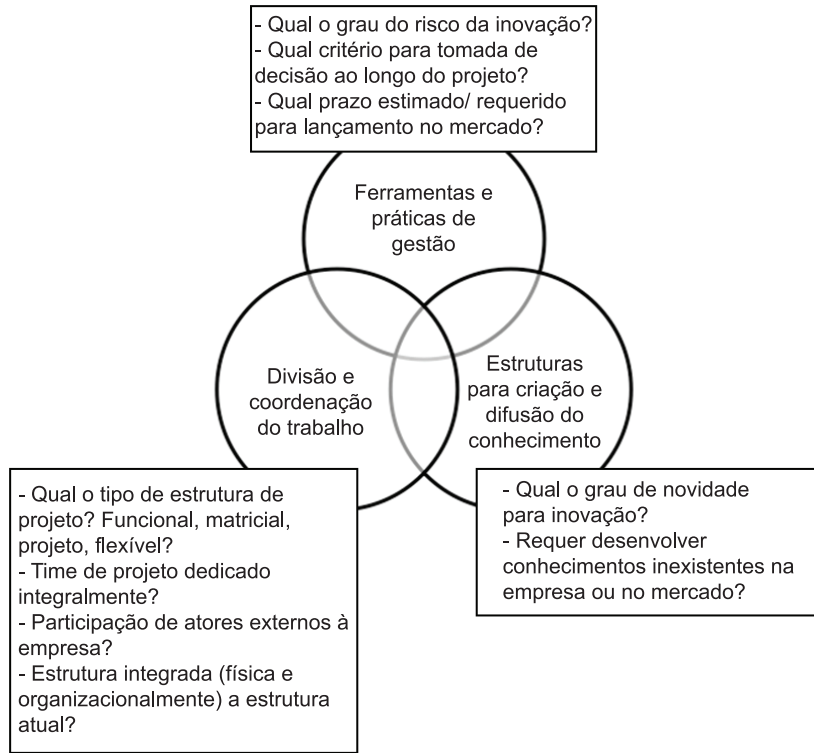 - Qual o grau do risco da inovação?
- Qual critério para tomada de
decisão ao longo do projeto?
- Qual prazo estimado/ requerido
para lançamento no mercado?
Ferramentas e
práticas de
gestão
Divisão e
coordenação
do trabalho
Estruturas
para criação e
difusão do
conhecimento
- Qual o tipo de estrutura de
projeto? Funcional, matricial,
projeto, flexível?
- Time de projeto dedicado
integralmente?
- Participação de atores externos à
empresa?
- Estrutura integrada (física e
organizacionalmente) a estrutura
atual?
- Qual o grau de novidade
para inovação?
- Requer desenvolver
conhecimentos inexistentes na
empresa ou no mercado?